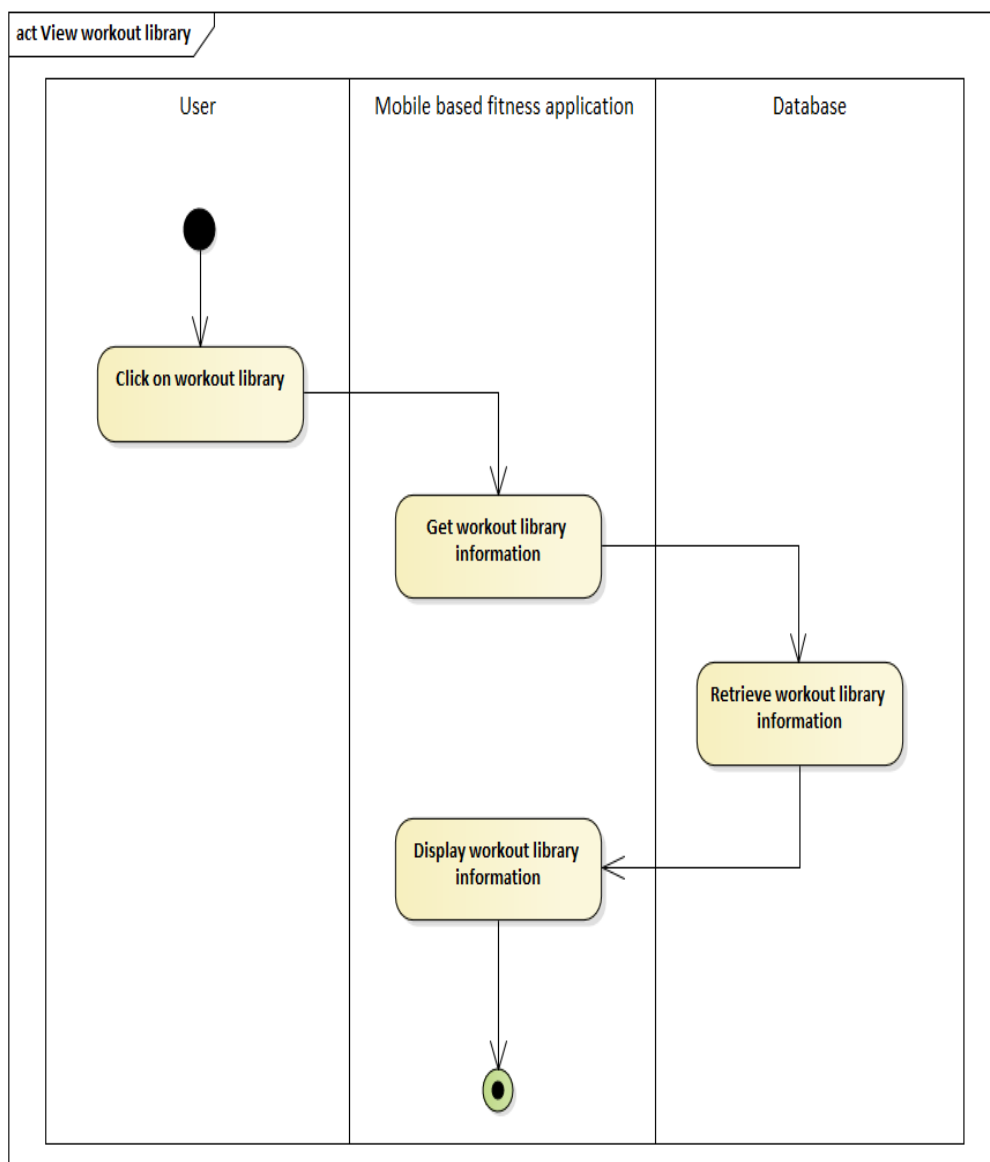 act View workout library
User
Mobile based fitness application
Database
Click on workout library
Get workout library
information
Retrieve workout library
information
Display workout library
information